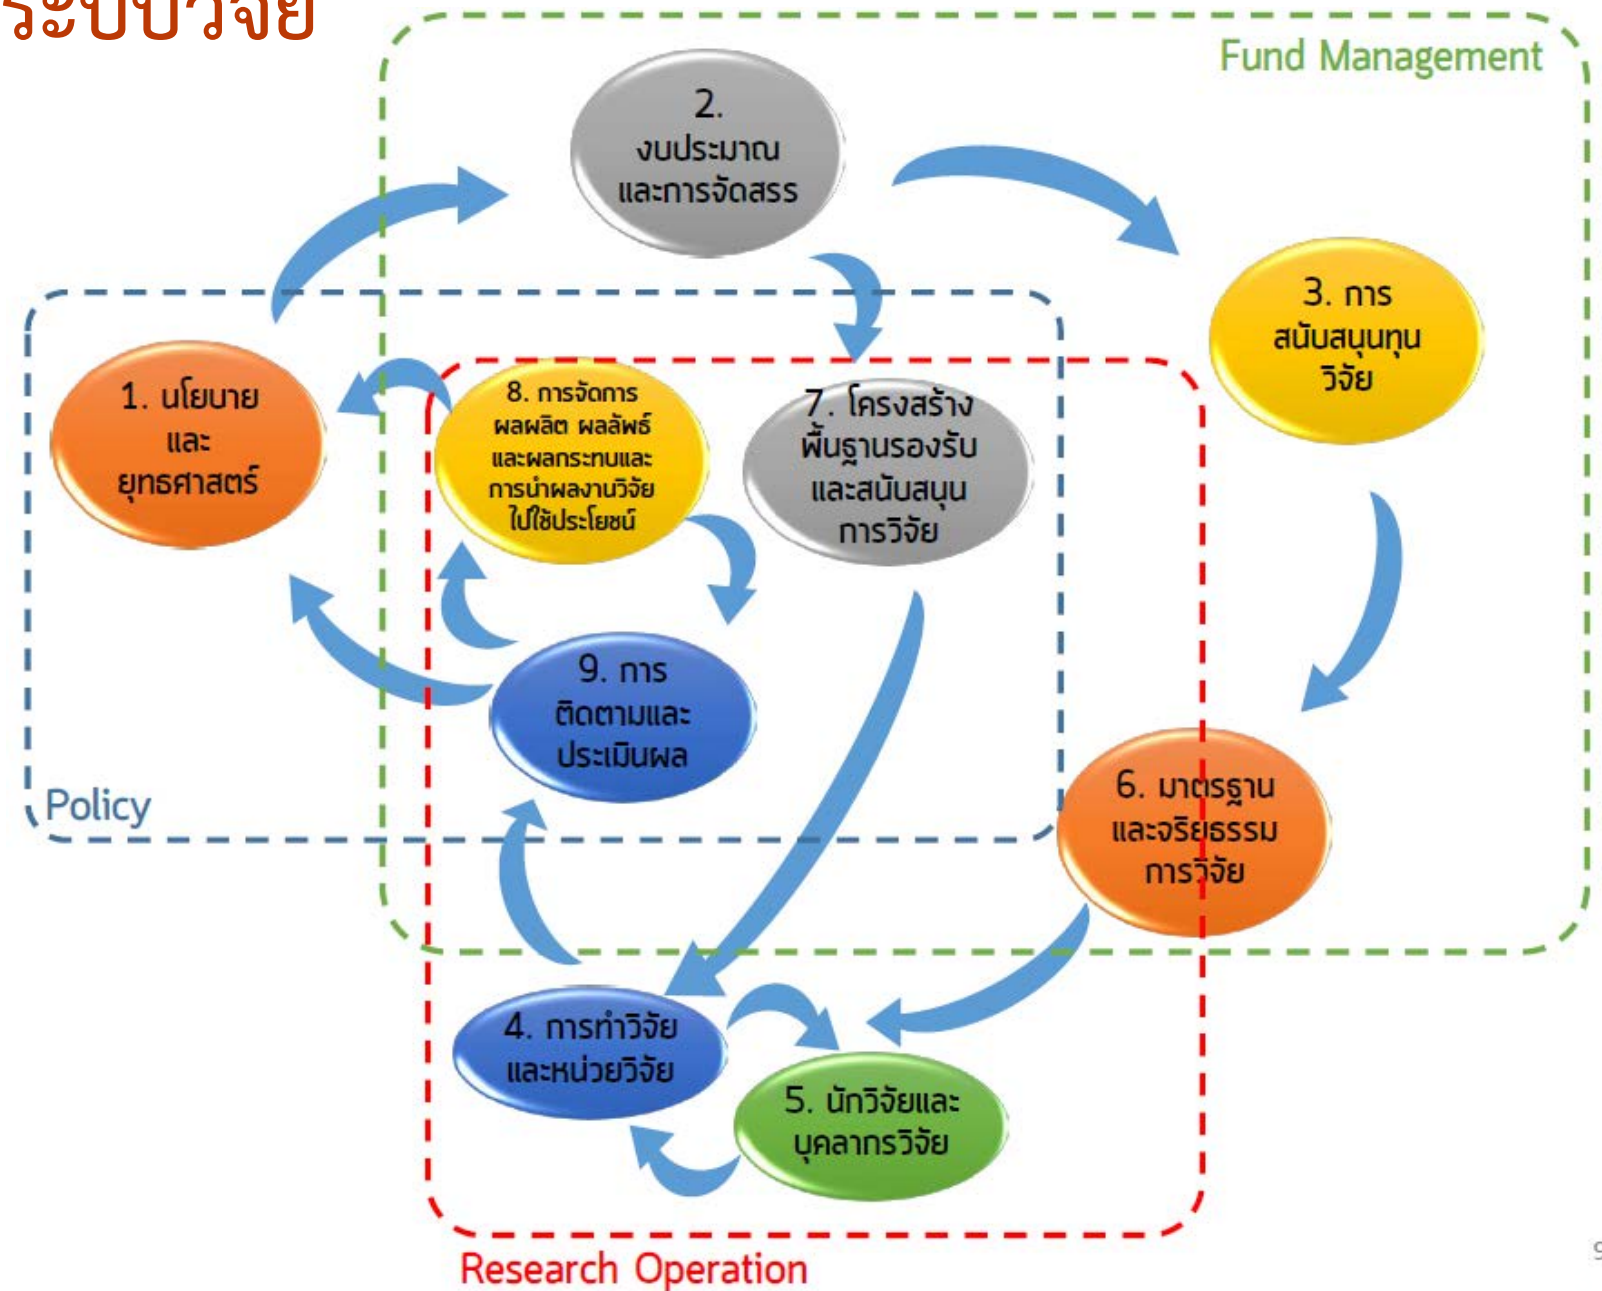 ระบบวิจัย
Fund Management
2.
งบประมาณ
และการจัดสรร
3. การ
สนับสนุนทุน
วิจัย
1. นโยบาย
และ
ยุทธศาสตร์
8. การจัดการ
ผลผลิต ผลลัพธ์
และผลกระทบและ
การนำผลงานวิจัย
ไปใช้ประโยชน์
7. โครงสร้าง
พื้นฐานรองรับ
และสนับสนุน
การวิจัย
9. การ
ติดตามและ
ประเมินผล
Policy
6. มาตรฐาน
และจริยธรรม
การวิจัย
4. การทำวิจัย
และหน่วยวิจัย
5. นักวิจัยและ
บุคลากรวิจัย
Research Operation
9